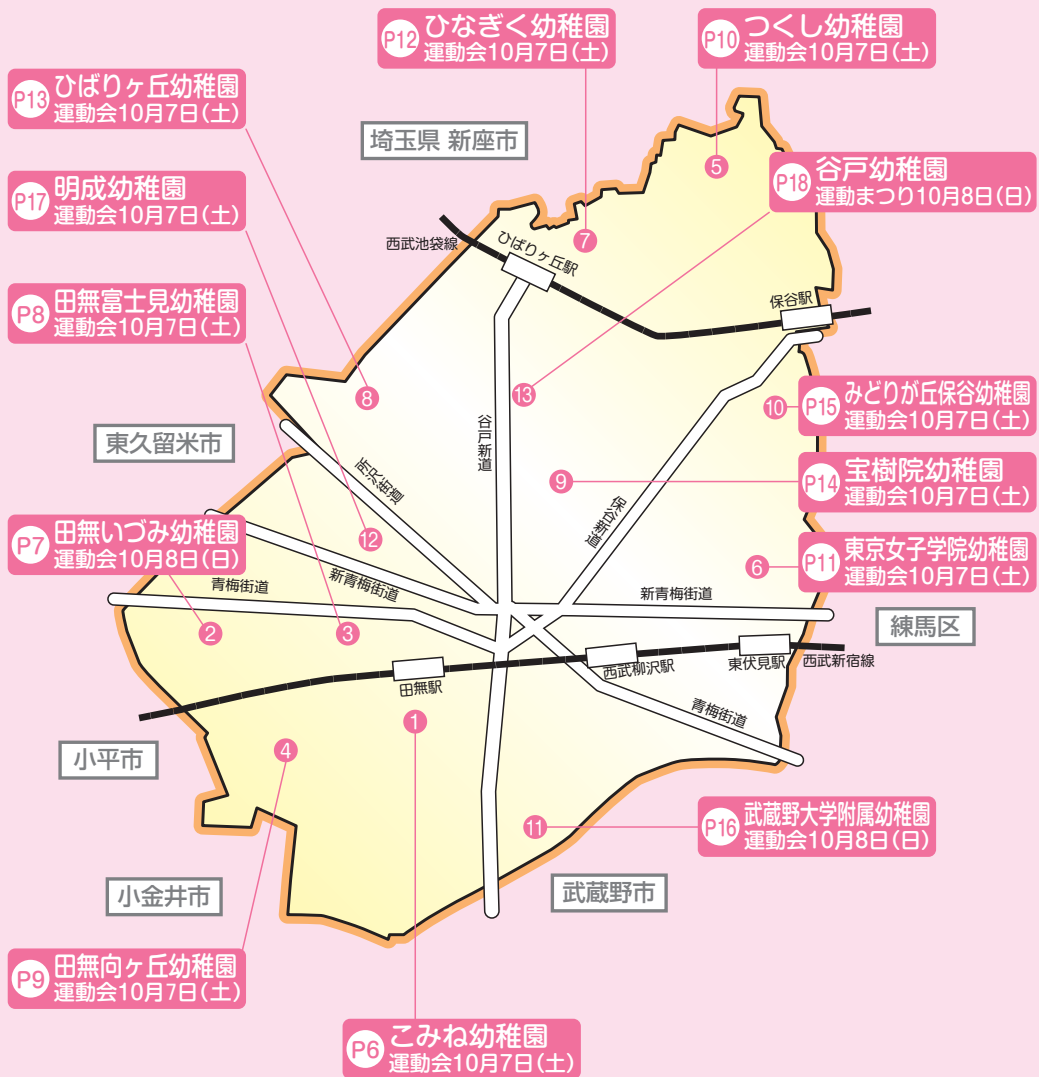 P12 ひなぎく幼稚園
運動会10月7日(土)
P10 つくし幼稚園
運動会10月7日(土)
P13 ひばりヶ丘幼稚園
運動会10月7日(土)
埼玉県 新座市
P17 明成幼稚園
運動会10月7日(土)
5
P18 谷戸幼稚園
運動まつり10月8日(日)
7
西武池袋線
ひばりヶ丘駅
P8 田無富士見幼稚園
運動会10月7日(土)
保谷駅
8
13
谷戸新道
10
P15 みどりが丘保谷幼稚園
運動会10月7日(土)
東久留米市
所沢街道
9
P14 宝樹院幼稚園
運動会10月7日(土)
保谷新道
P7 田無いづみ幼稚園
運動会10月8日(日)
12
6
P11 東京女子学院幼稚園
運動会10月7日(土)
青梅街道
新青梅街道
新青梅街道
2
3
練馬区
田無駅
西武柳沢駅
東伏見駅
西武新宿線
青梅街道
1
小平市
4
11
P16 武蔵野大学附属幼稚園
運動会10月8日(日)
小金井市
武蔵野市
P9 田無向ヶ丘幼稚園
運動会10月7日(土)
P6 こみね幼稚園
運動会10月7日(土)